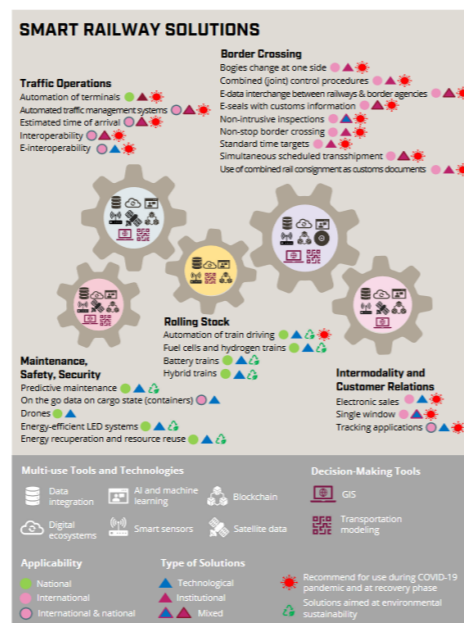 SMART RAILWAY SOLUTIONS
Traffic Operations
Automation of terminals
Automated traffic management systems
Estimated time of arrival
Interoperability
E-interoperability
Border Crossing
Bogies change at one side
Combined (joint) control procedures
E-data interchange between railways & border agencies
E-seals with customs information
Non-intrusive inspections
Non-stop border crossing
Standard time targets
Simultaneous scheduled transshipment
Use of combined rail consignment as customs documents
Rolling Stock
Automation of train driving
Fuel cells and hydrogen trains
Battery trains
Hybrid trains
Maintenance,
Safety, Security
Predictive maintenance
On the go data on cargo state (containers)
Drones
Energy-efficient LED systems
Energy recuperation and resource reuse
Intermodality and
Customer Relations
Electronic sales
Single window
Tracking applications
Multi-use Tools and Technologies
Data
integration
AI and machine
learning
Blockchain
Digital
ecosystems
Smart sensors
Satellite data
Decision-Making Tools
GIS
Transportation
modeling
Applicability
National
International
International & national
Type of Solutions
Technological
Institutional
Mixed
Recommend for use during COVID-19
pandemic and at recovery phase
Solutions aimed at environmental
sustainability